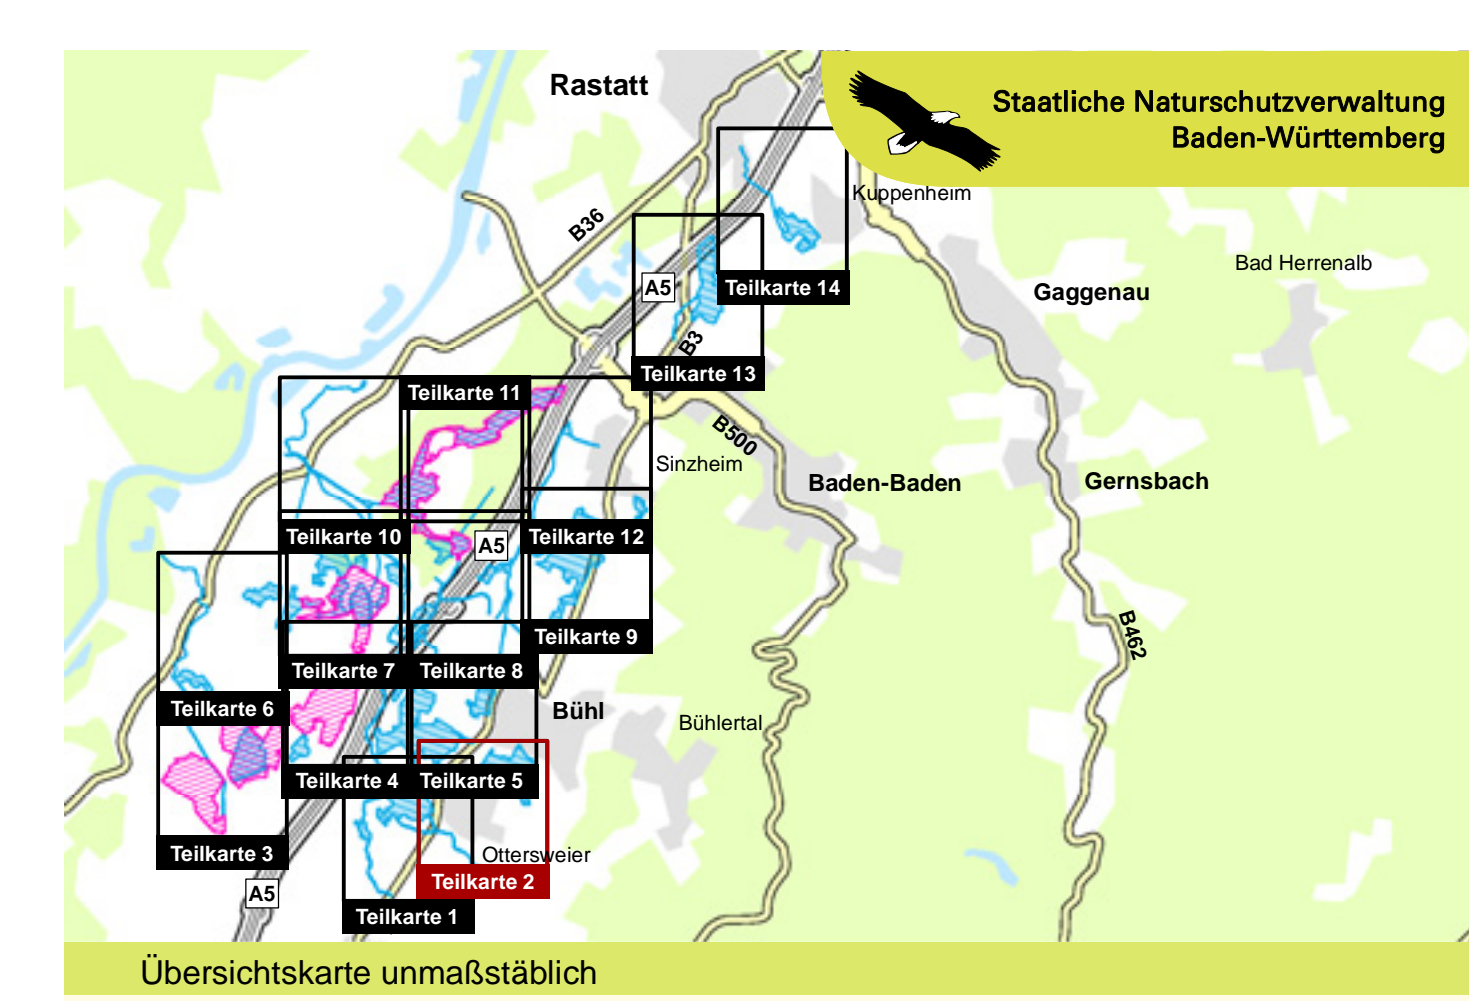 Rastatt
Staatliche Naturschutzverwaltung
Baden-Württemberg
Kuppenheim
B36
Bad Herrenalb
A5
Teilkarte 14
Gaggenau
B3
Teilkarte 13
Teilkarte 11
B500
Sinzheim
Baden-Baden
Gernsbach
Teilkarte 10
A5
Teilkarte 12
Teilkarte 9
B462
Teilkarte 7
Teilkarte 8
Teilkarte 6
Bühl
Bühlertal
Teilkarte 4
Teilkarte 5
Teilkarte 3
Ottersweier
Teilkarte 2
A5
Teilkarte 1
Übersichtskarte unmaßstäblich